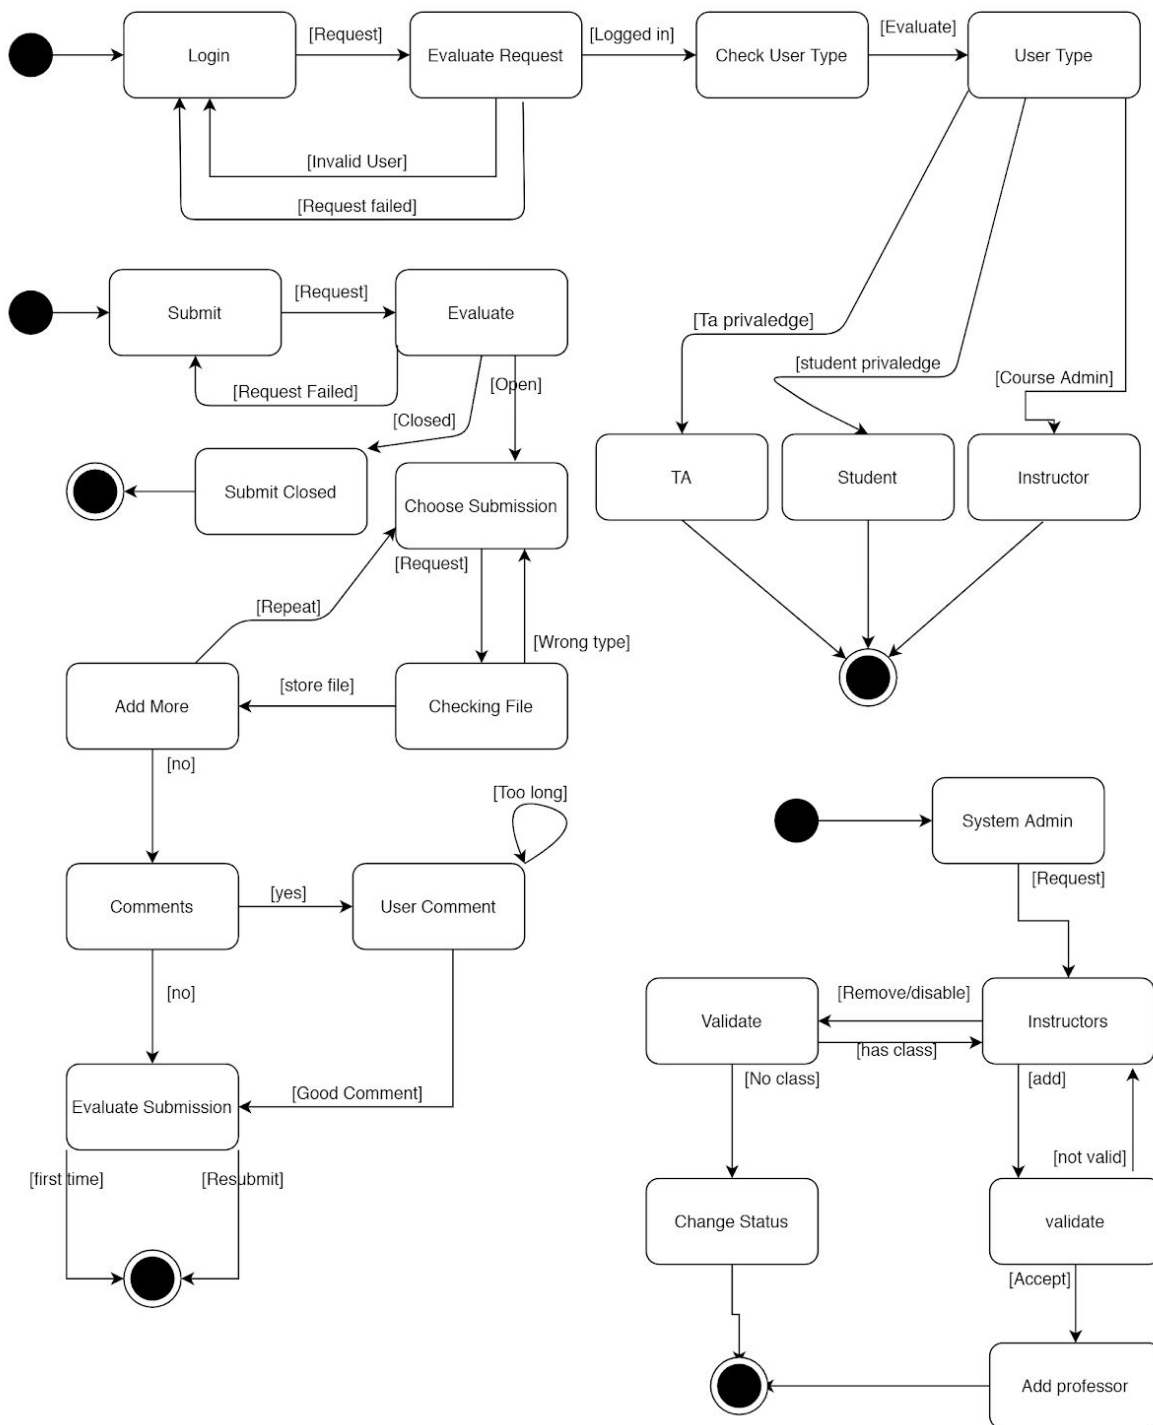 Login
[Request]
Evaluate Request
[Logged in]
Check User Type
[Evaluate]
User Type
[Invalid User]
[Request failed]
[Ta privaledge]
[student privaledge
[Course Admin]
TA
Student
Instructor
Submit
[Request]
Evaluate
[Request Failed]
[Closed]
[Open]
Submit Closed
Choose Submission
[Request]
[Repeat]
[Wrong type]
Add More
[store file]
Checking File
[no]
[Too long]
Comments
[yes]
User Comment
[no]
[Good Comment]
Evaluate Submission
[first time]
[Resubmit]
System Admin
[Request]
Validate
[Remove/disable]
[has class]
Instructors
[No class]
[add]
[not valid]
Change Status
validate
[Accept]
Add professor